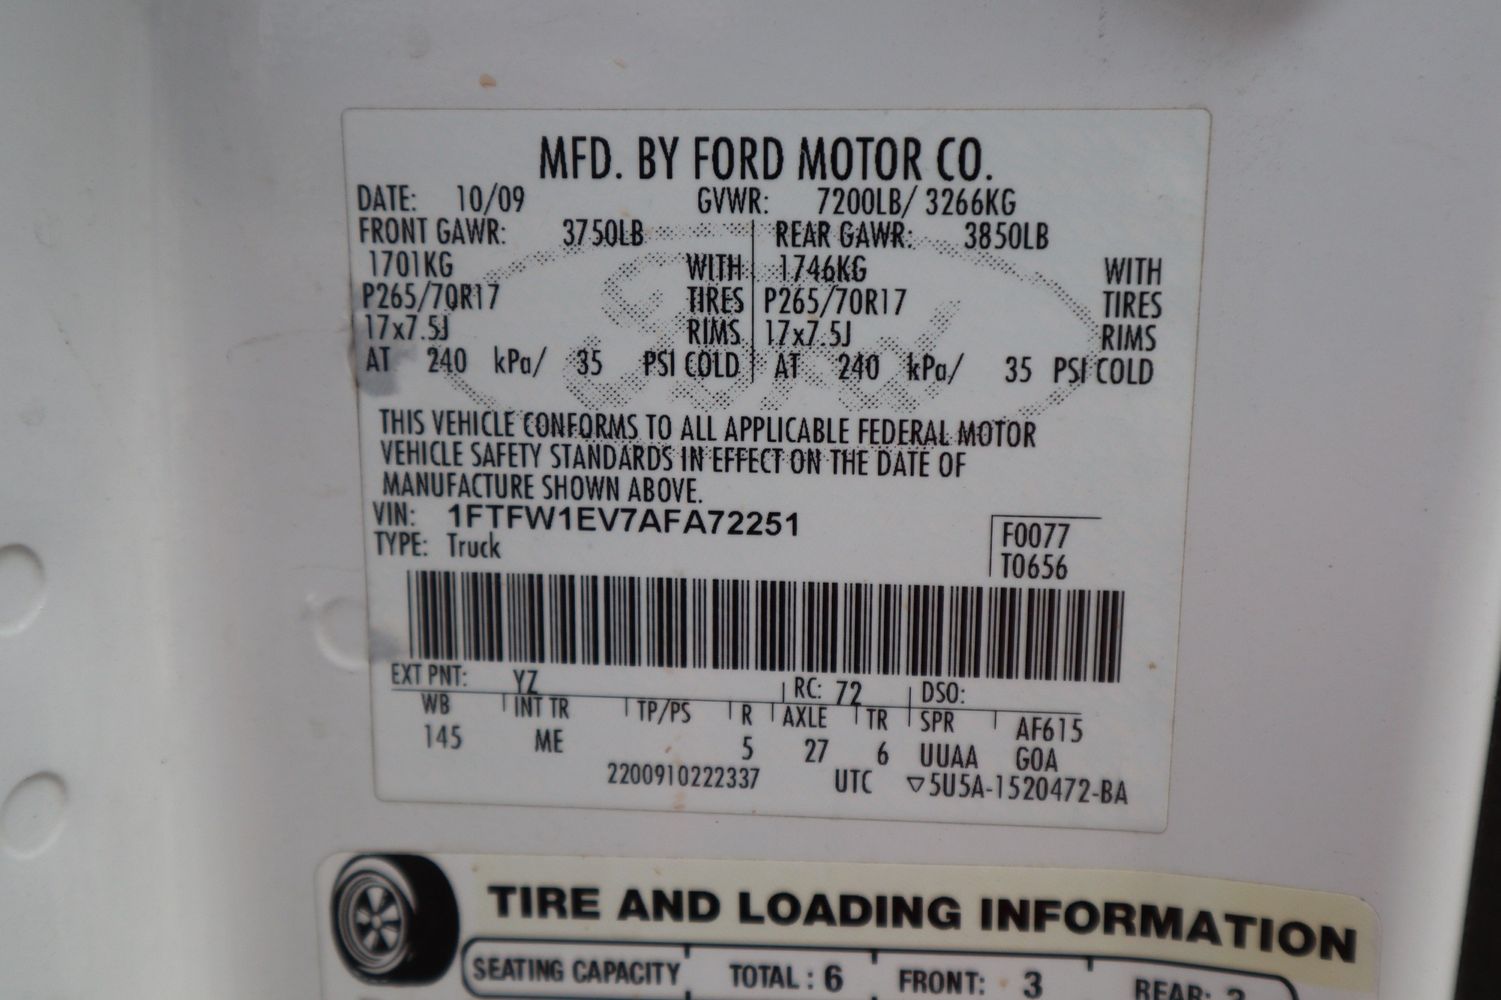 MFD. BY FORD MOTOR CO.
DATE: 10/09 GVWR: 7200LB/ 3266KG
FRONT GAWR: 3750LB REAR GAWR: 3850LB
1701KG WITH 1746KG WITH
P265/70R17 TIRES P265/70R17 TIRES
17x7.5J RIMS 17x7.5J RIMS
AT 240 kPa/ 35 PSI COLD AT 240 kPa/ 35 PSI COLD
Ford
THIS VEHICLE CONFORMS TO ALL APPLICABLE FEDERAL MOTOR
VEHICLE SAFETY STANDARDS IN EFFECT ON THE DATE OF
MANUFACTURE SHOWN ABOVE.
VIN: 1FTFW1EV7AFA72251
F0077
TYPE: Truck
T0656
EXT PNT: YZ RC: 72 DSO:
WB INT TR TP/PS R AXLE TR SPR AF615
145 ME 5 27 6 UUAA GOA
2200910222337 UTC ▽5U5A-1520472-BA
TIRE AND LOADING INFORMATION
SEATING CAPACITY TOTAL: 6 FRONT: 3 REAR: 3